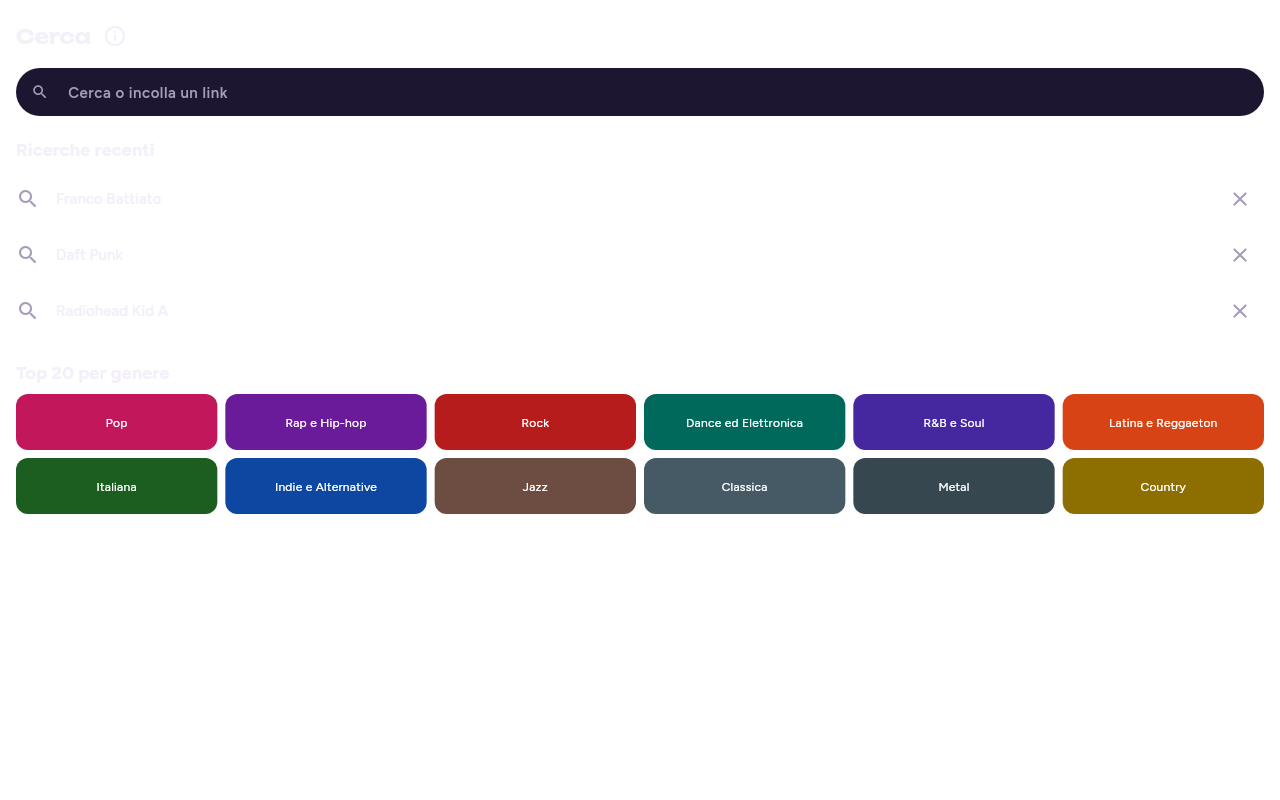 Cerca
Cerca o incolla un link
Ricerche recenti
Franco Battiato
Daft Punk
Radiohead Kid A
Top 20 per genere
Pop
Rap e Hip-hop
Rock
Dance ed Elettronica
R&B e Soul
Latina e Reggaeton
Italiana
Indie e Alternative
Jazz
Classica
Metal
Country